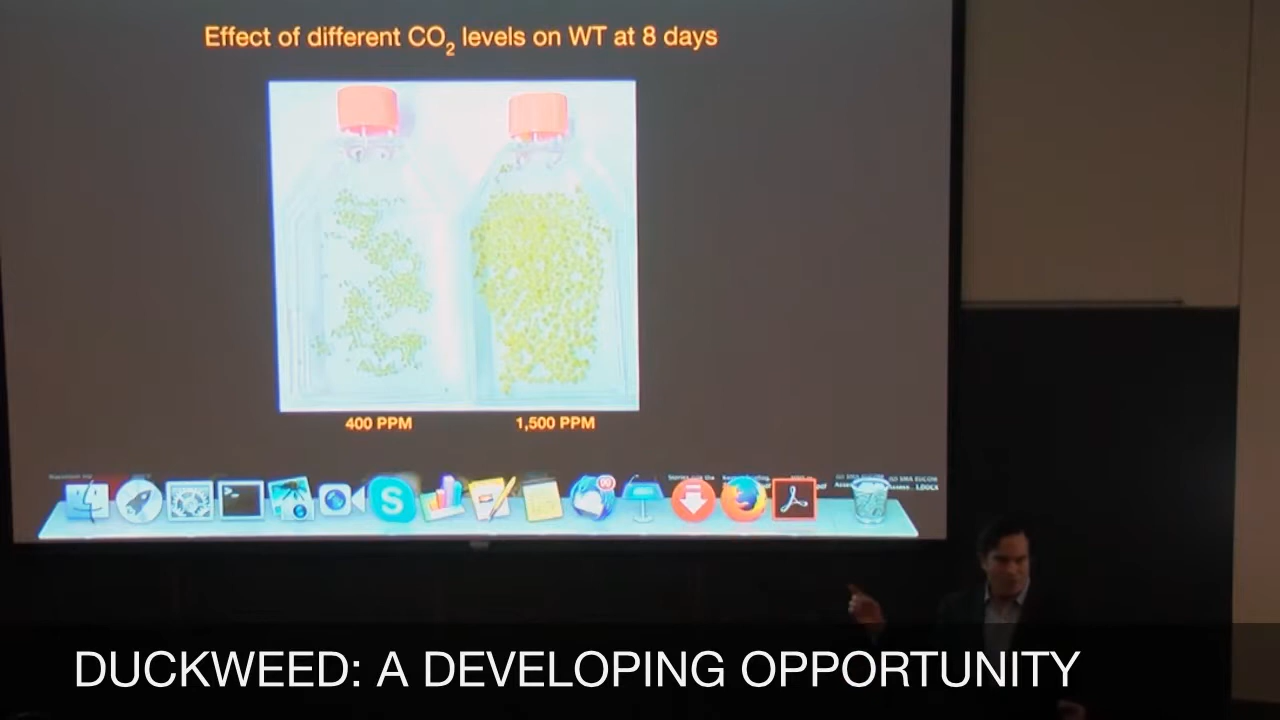 Effect of different CO₂ levels on WT at 8 days
400 PPM
1,500 PPM
DUCKWEED: A DEVELOPING OPPORTUNITY